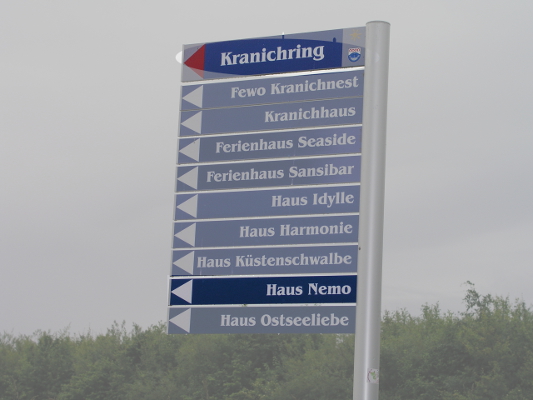 Kranichring
Fewo Kranichnest
Kranichhaus
Ferienhaus Seaside
Ferienhaus Sansibar
Haus Idylle
Haus Harmonie
Haus Küstenschwalbe
Haus Nemo
Haus Ostseeliebe